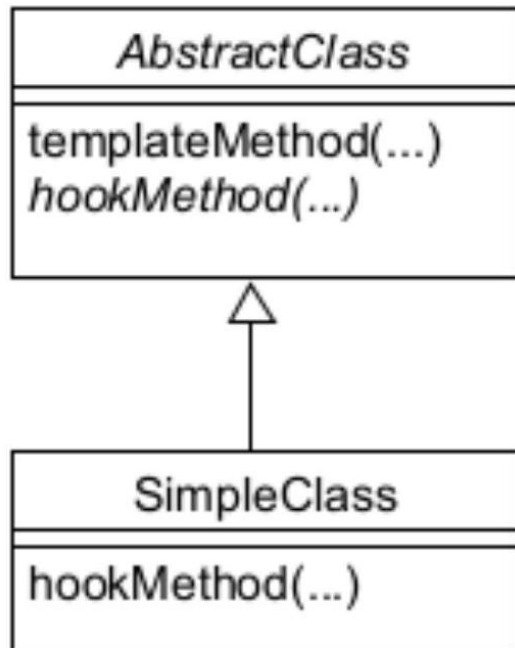 AbstractClass
templateMethod(...)
hookMethod(...)
SimpleClass
hookMethod(...)